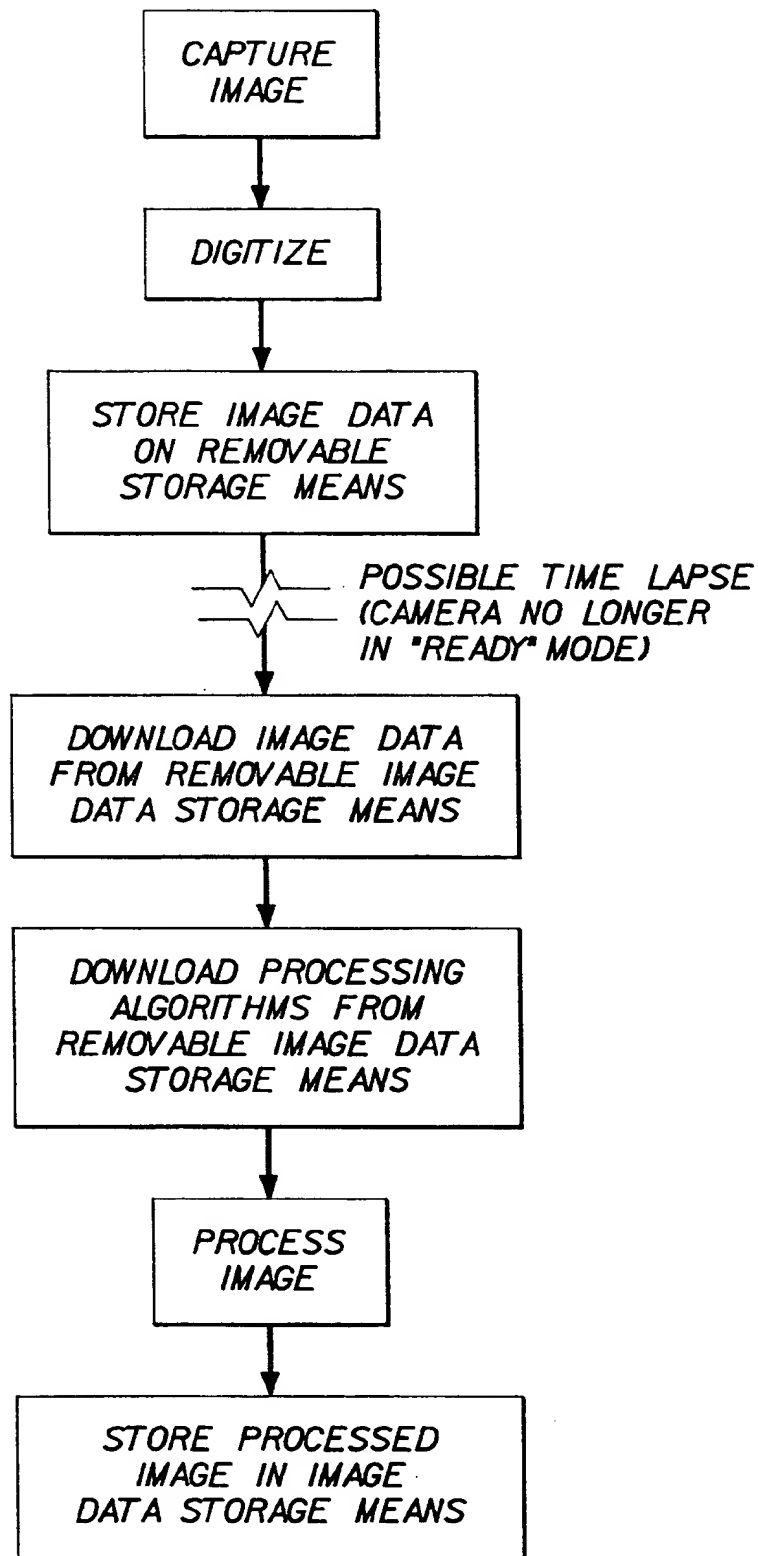 CAPTURE
IMAGE
DIGITIZE
STORE IMAGE DATA
ON REMOVABLE
STORAGE MEANS
POSSIBLE TIME LAPSE
(CAMERA NO LONGER
IN "READY" MODE)
DOWNLOAD IMAGE DATA
FROM REMOVABLE IMAGE
DATA STORAGE MEANS
DOWNLOAD PROCESSING
ALGORITHMS FROM
REMOVABLE IMAGE DATA
STORAGE MEANS
PROCESS
IMAGE
STORE PROCESSED
IMAGE IN IMAGE
DATA STORAGE MEANS